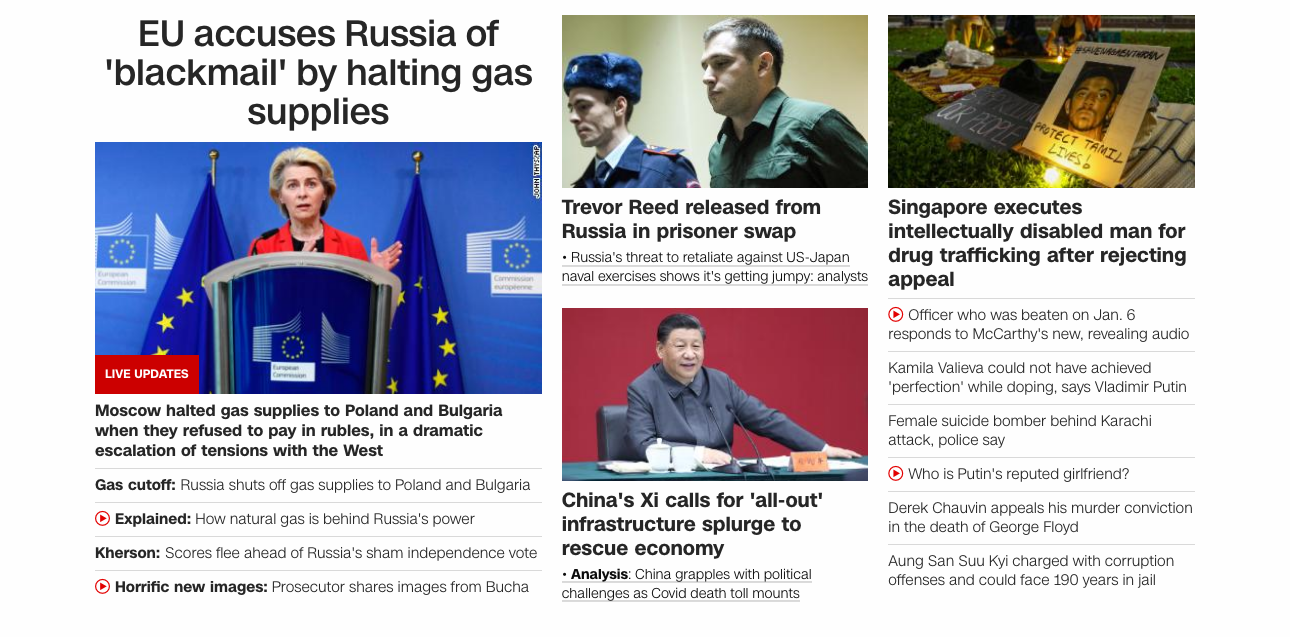 EU accuses Russia of
'blackmail' by halting gas
supplies
JOHN THYS/AP
European
Commission
European
Commission
Commission
européenne
LIVE UPDATES
Moscow halted gas supplies to Poland and Bulgaria
when they refused to pay in rubles, in a dramatic
escalation of tensions with the West
Gas cutoff: Russia shuts off gas supplies to Poland and Bulgaria
Explained: How natural gas is behind Russia's power
Kherson: Scores flee ahead of Russia's sham independence vote
Horrific new images: Prosecutor shares images from Bucha
Trevor Reed released from
Russia in prisoner swap
• Russia's threat to retaliate against US-Japan
naval exercises shows it's getting jumpy: analysts
China's Xi calls for 'all-out'
infrastructure splurge to
rescue economy
• Analysis: China grapples with political
challenges as Covid death toll mounts
#SAVENAGENTHRAN
OUR PEOPLE
PROTECT TAMIL
LIVES!
Singapore executes
intellectually disabled man for
drug trafficking after rejecting
appeal
Officer who was beaten on Jan. 6
responds to McCarthy's new, revealing audio
Kamila Valieva could not have achieved
'perfection' while doping, says Vladimir Putin
Female suicide bomber behind Karachi
attack, police say
Who is Putin's reputed girlfriend?
Derek Chauvin appeals his murder conviction
in the death of George Floyd
Aung San Suu Kyi charged with corruption
offenses and could face 190 years in jail